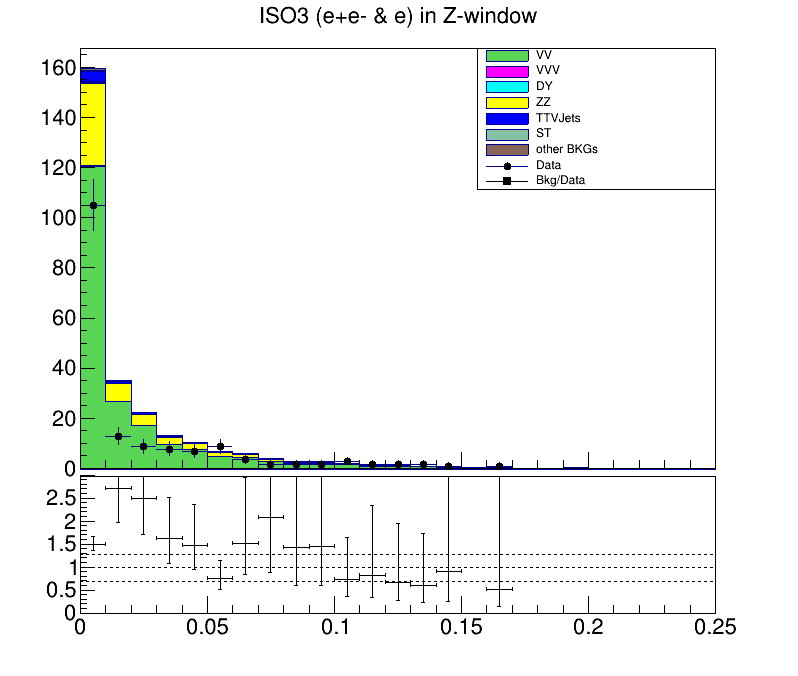 ISO3 (e+e- & e) in Z-window
160
140
120
100
80
60
40
20
0
VV
VVV
DY
ZZ
TTVJets
ST
other BKGs
Data
Bkg/Data
2.5
2
1.5
1
0.5
0
0 0.05 0.1 0.15 0.2 0.25